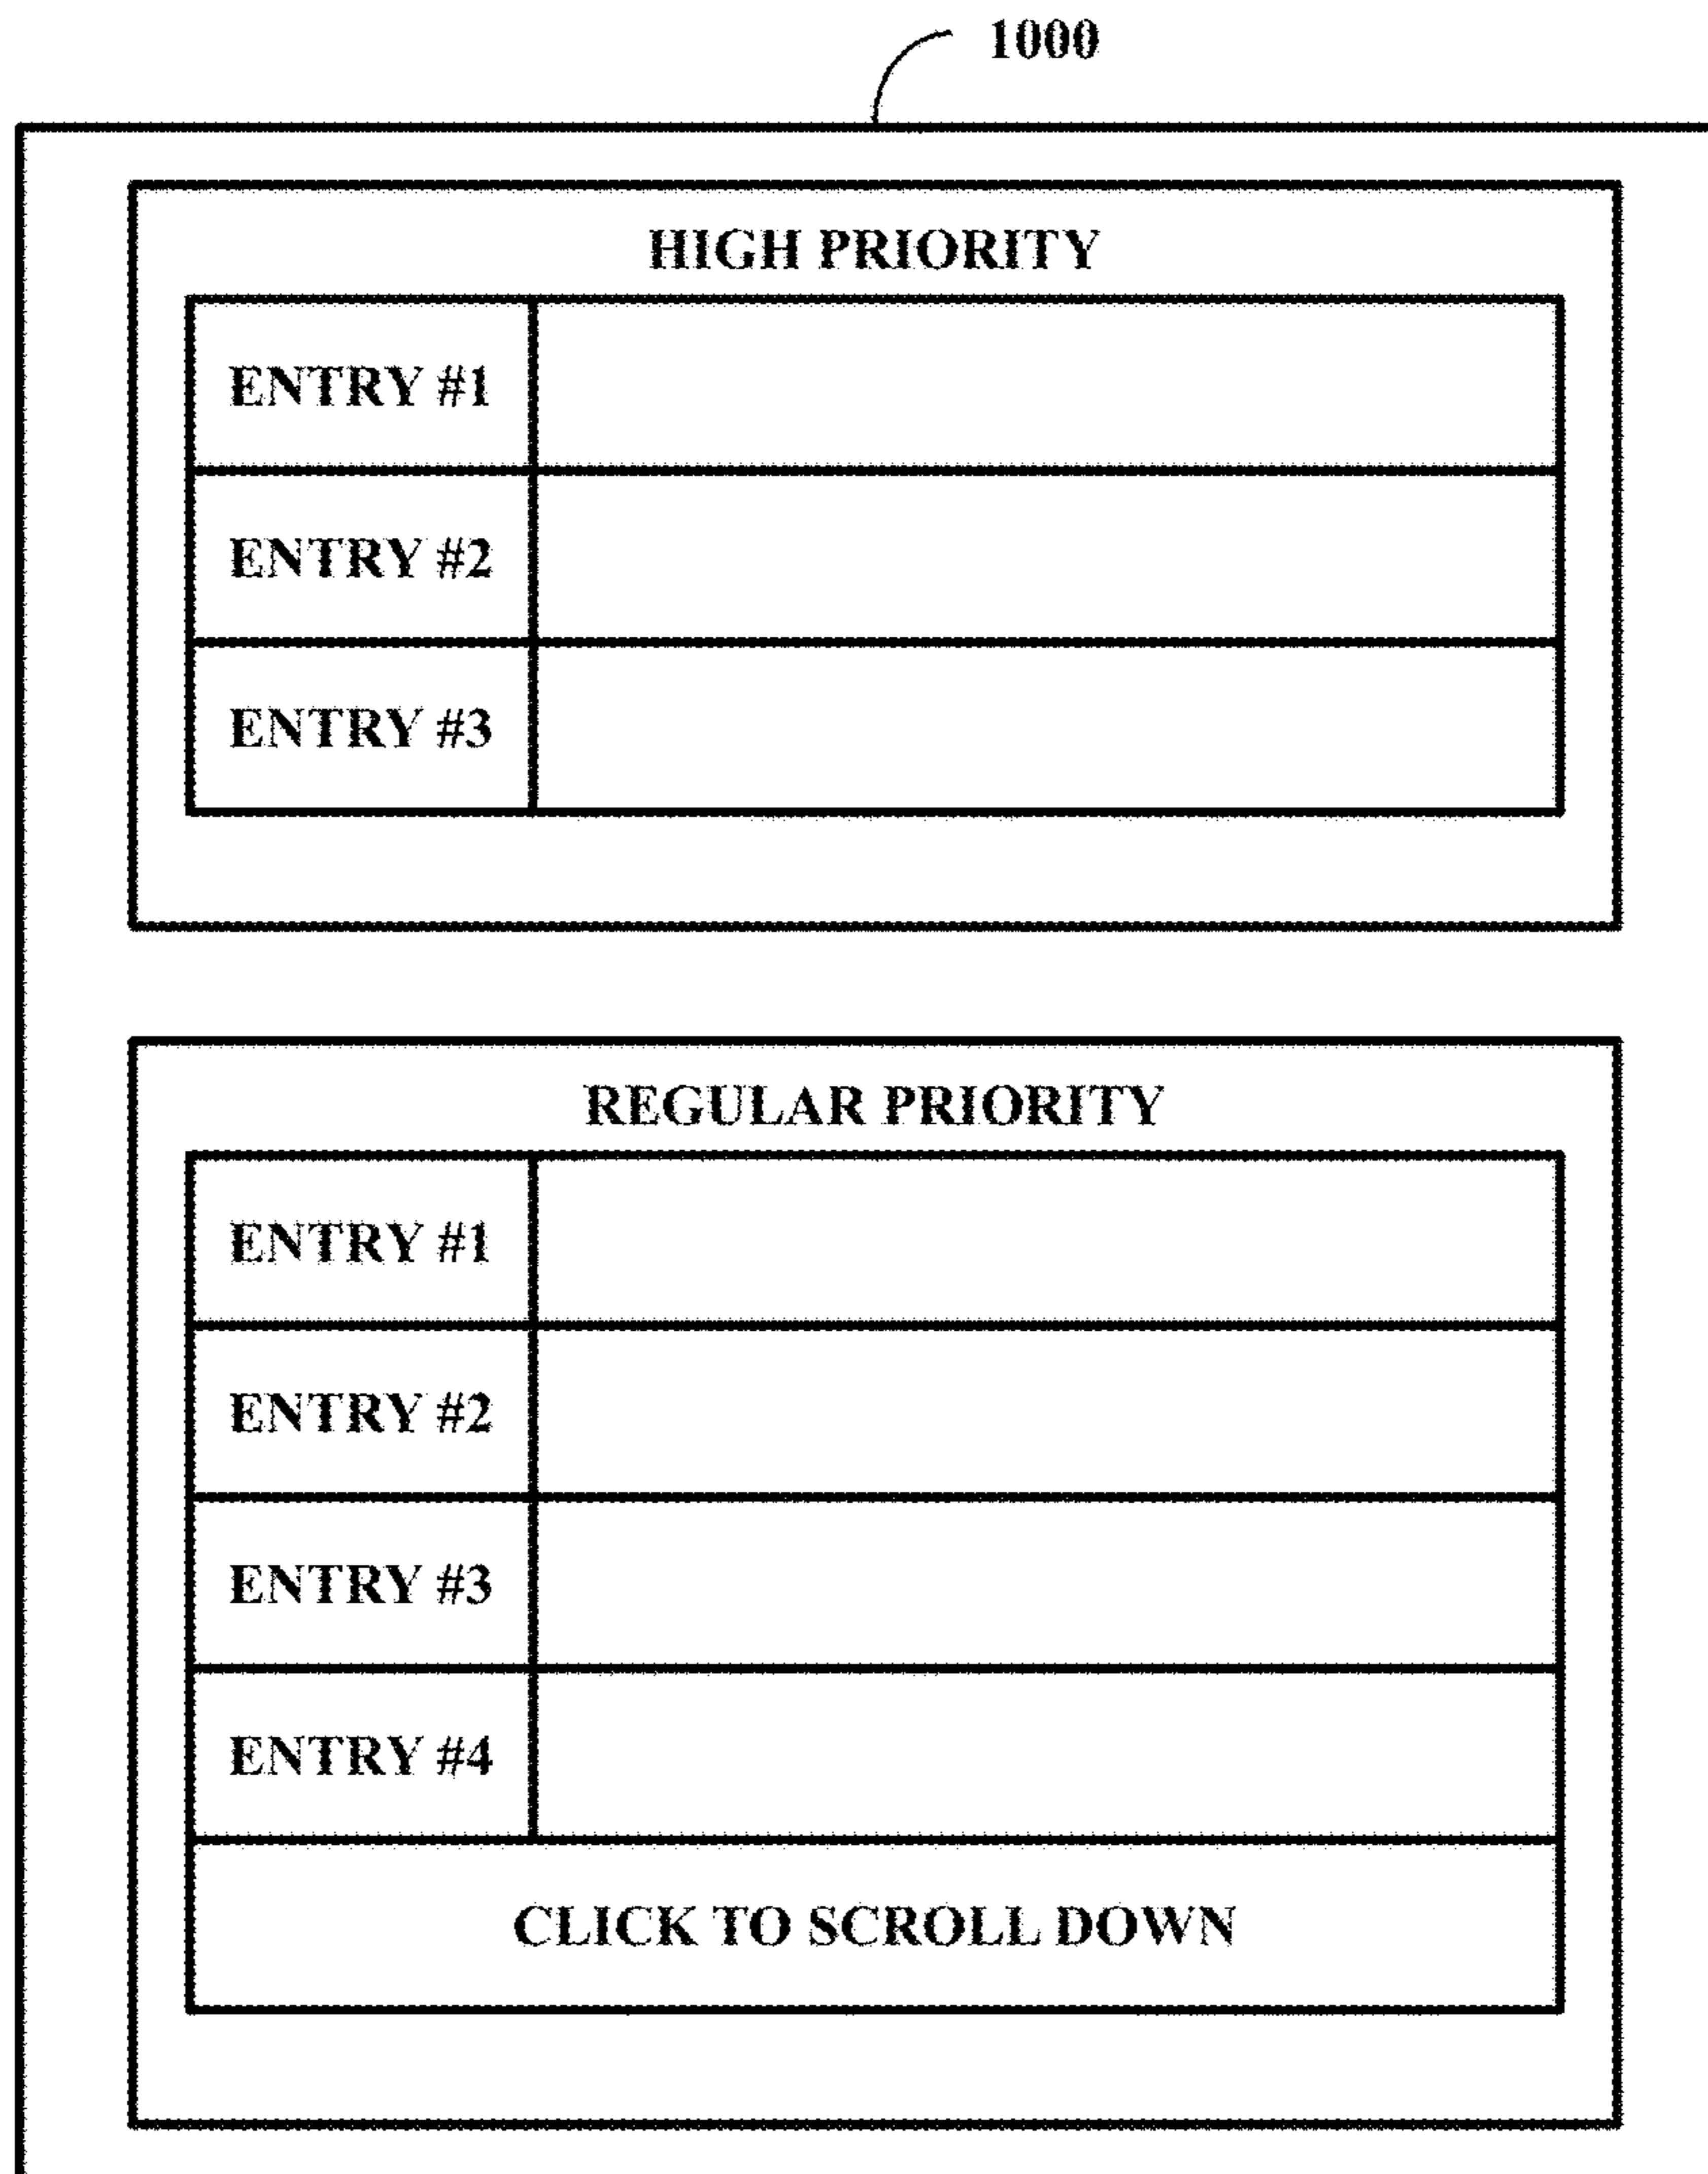 1000
HIGH PRIORITY
ENTRY #1
ENTRY #2
ENTRY #3
REGULAR PRIORITY
ENTRY #1
ENTRY #2
ENTRY #3
ENTRY #4
CLICK TO SCROLL DOWN